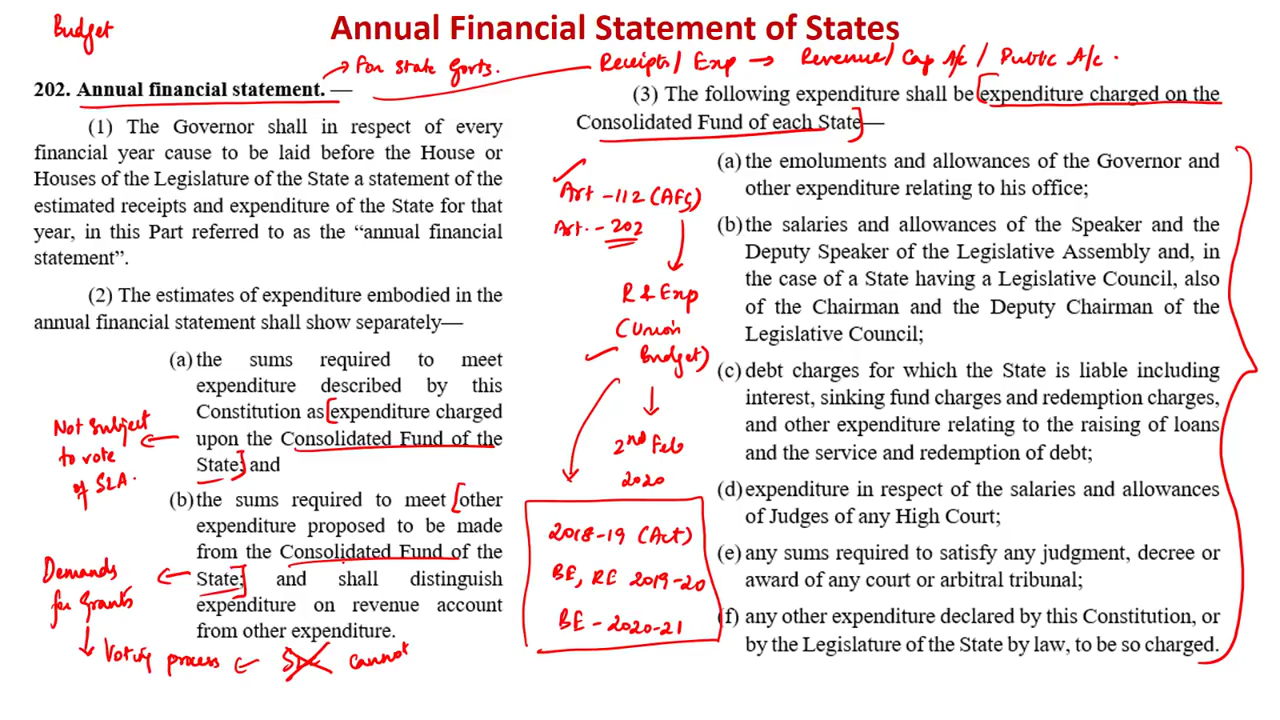 Budget
Annual Financial Statement of States
→ For State Govts.
Receipts/ Exp → Revenue/ Cap A/c / Public A/c.
202. Annual financial statement. —
(1) The Governor shall in respect of every
financial year cause to be laid before the House or
Houses of the Legislature of the State a statement of the
estimated receipts and expenditure of the State for that
year, in this Part referred to as the “annual financial
statement”.
(2) The estimates of expenditure embodied in the
annual financial statement shall show separately—
(a) the sums required to meet
expenditure described by this
Constitution as [expenditure charged
upon the Consolidated Fund of the
State;] and
Not subject
to vote
of SLA.
(b) the sums required to meet [other
expenditure proposed to be made
from the Consolidated Fund of the
State;] and shall distinguish
expenditure on revenue account
from other expenditure.
Demands
for grants
↓ Voting process ← cannot
Art -112 (AFS)
Art. - 202
R & Exp
(Union
Budget)
2nd Feb
2020
2018-19 (Act)
BE, RE 2019-20
BE - 2020-21
(3) The following expenditure shall be [expenditure charged on the
Consolidated Fund of each State]—
(a) the emoluments and allowances of the Governor and
other expenditure relating to his office;
(b) the salaries and allowances of the Speaker and the
Deputy Speaker of the Legislative Assembly and, in
the case of a State having a Legislative Council, also
of the Chairman and the Deputy Chairman of the
Legislative Council;
(c) debt charges for which the State is liable including
interest, sinking fund charges and redemption charges,
and other expenditure relating to the raising of loans
and the service and redemption of debt;
(d) expenditure in respect of the salaries and allowances
of Judges of any High Court;
(e) any sums required to satisfy any judgment, decree or
award of any court or arbitral tribunal;
(f) any other expenditure declared by this Constitution, or
by the Legislature of the State by law, to be so charged.